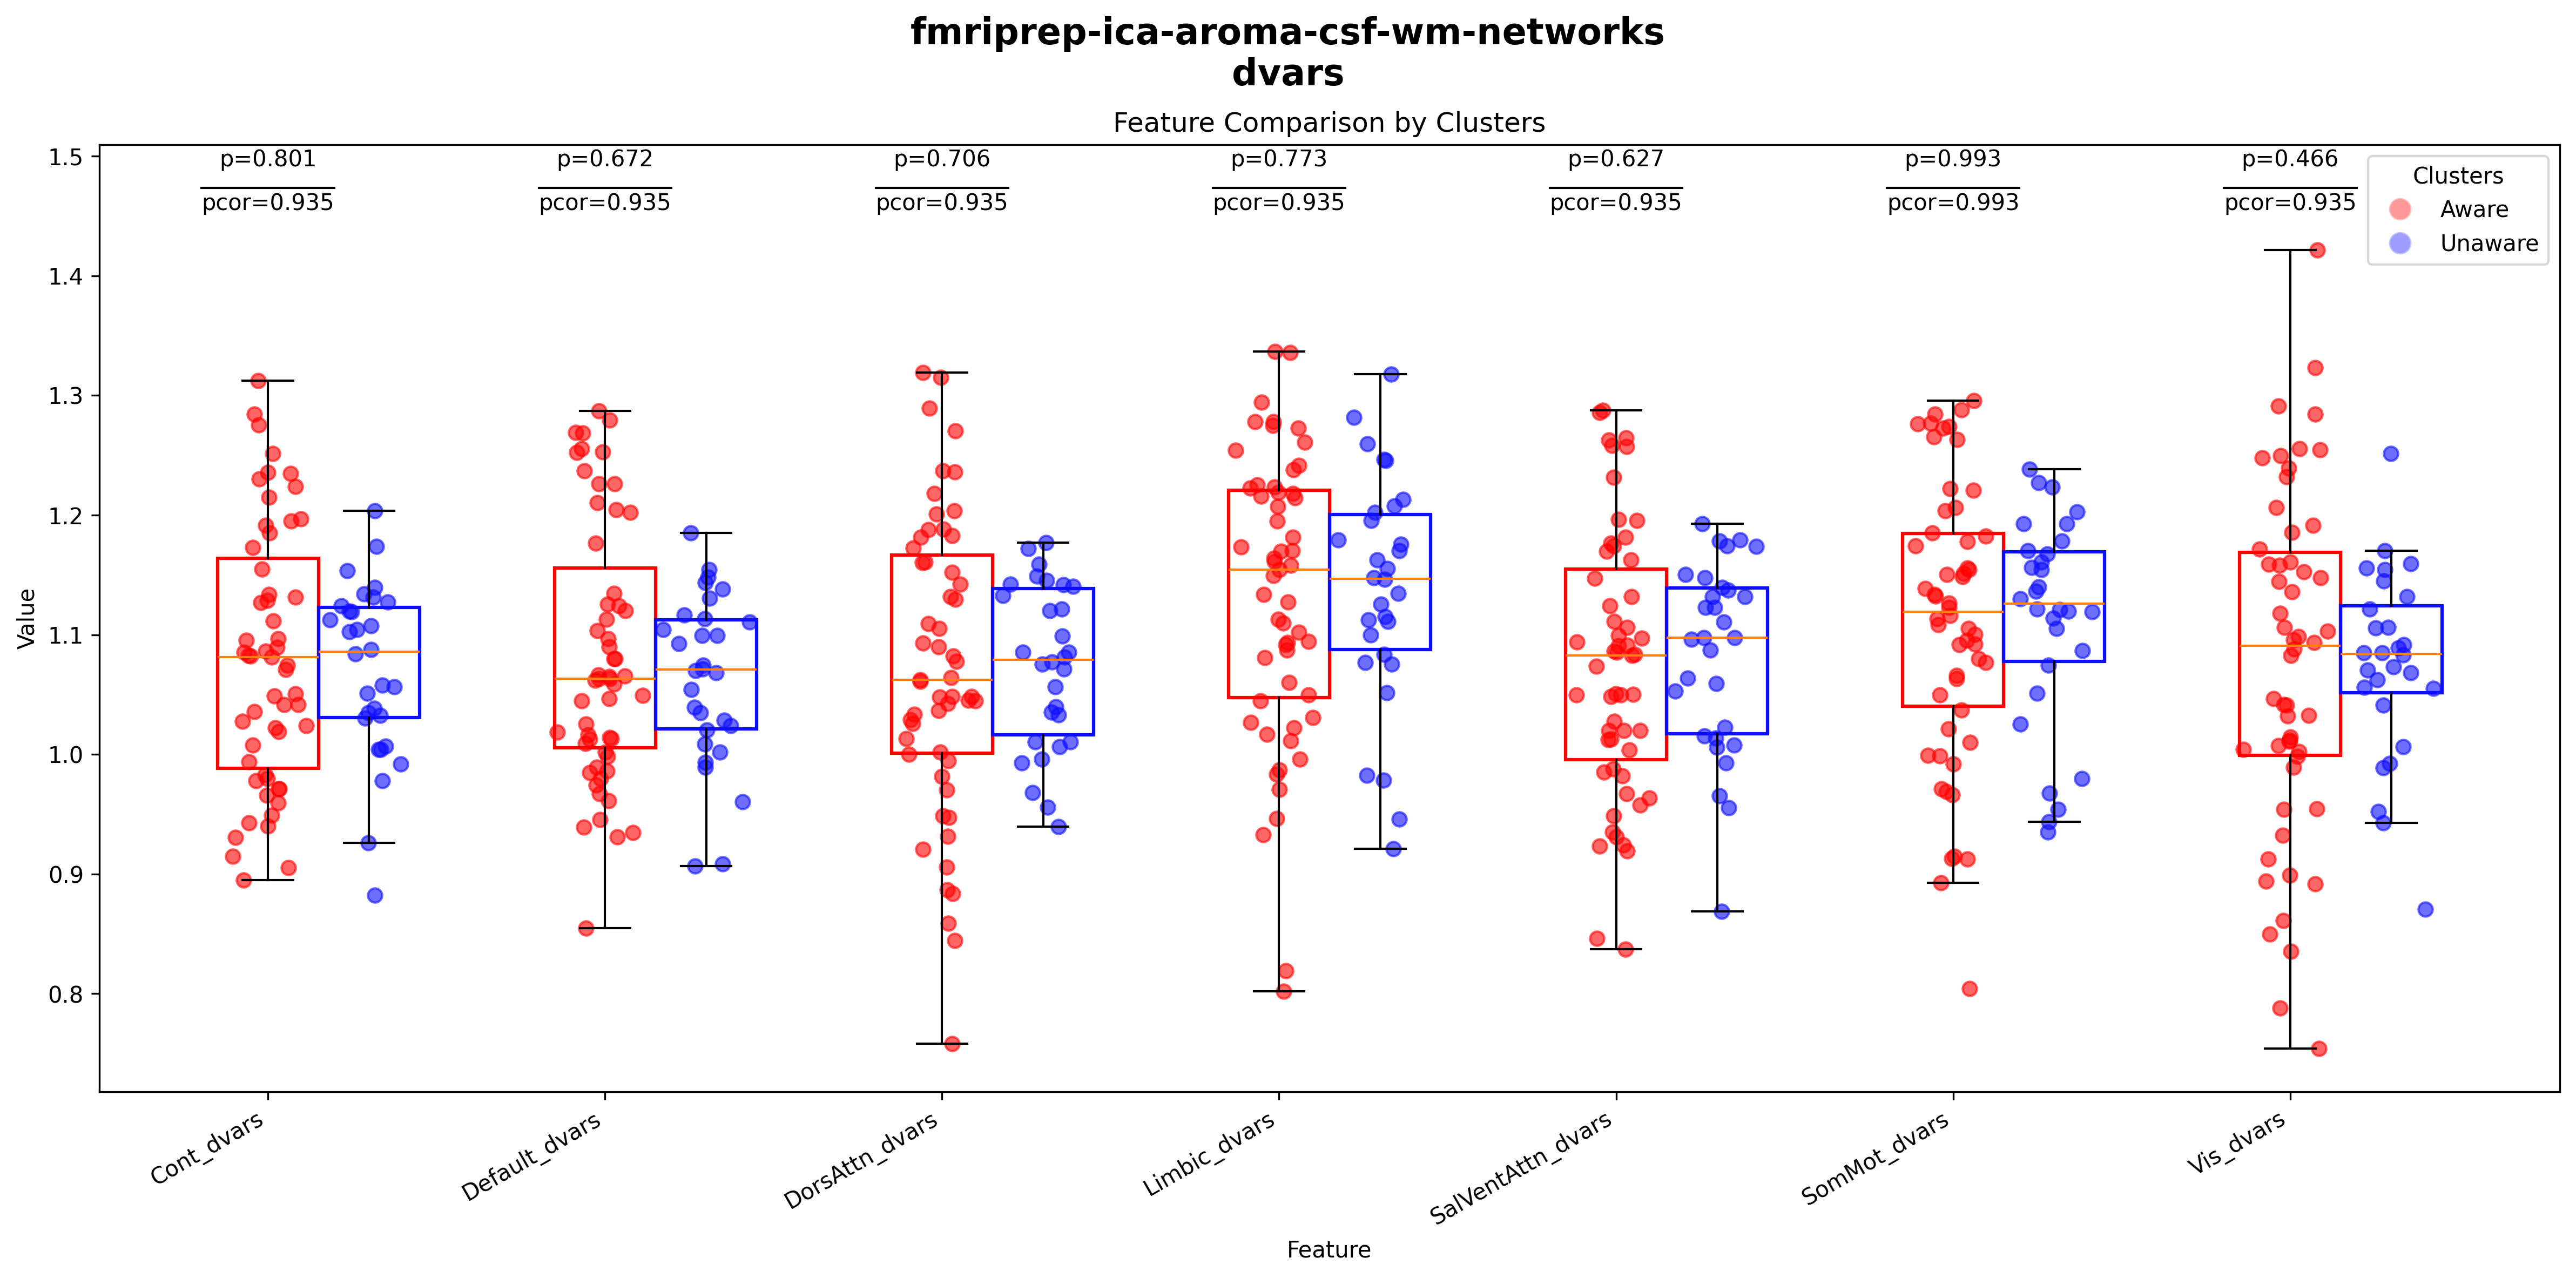 fmriprep-ica-aroma-csf-wm-networks
dvars
Feature Comparison by Clusters
p=0.801
pcor=0.935
p=0.672
pcor=0.935
p=0.706
pcor=0.935
p=0.773
pcor=0.935
p=0.627
pcor=0.935
p=0.993
pcor=0.993
p=0.466
pcor=0.935
Clusters
Aware
Unaware
Value
1.5
1.4
1.3
1.2
1.1
1.0
0.9
0.8
Cont_dvars
Default_dvars
DorsAttn_dvars
Limbic_dvars
SalVentAttn_dvars
SomMot_dvars
Vis_dvars
Feature